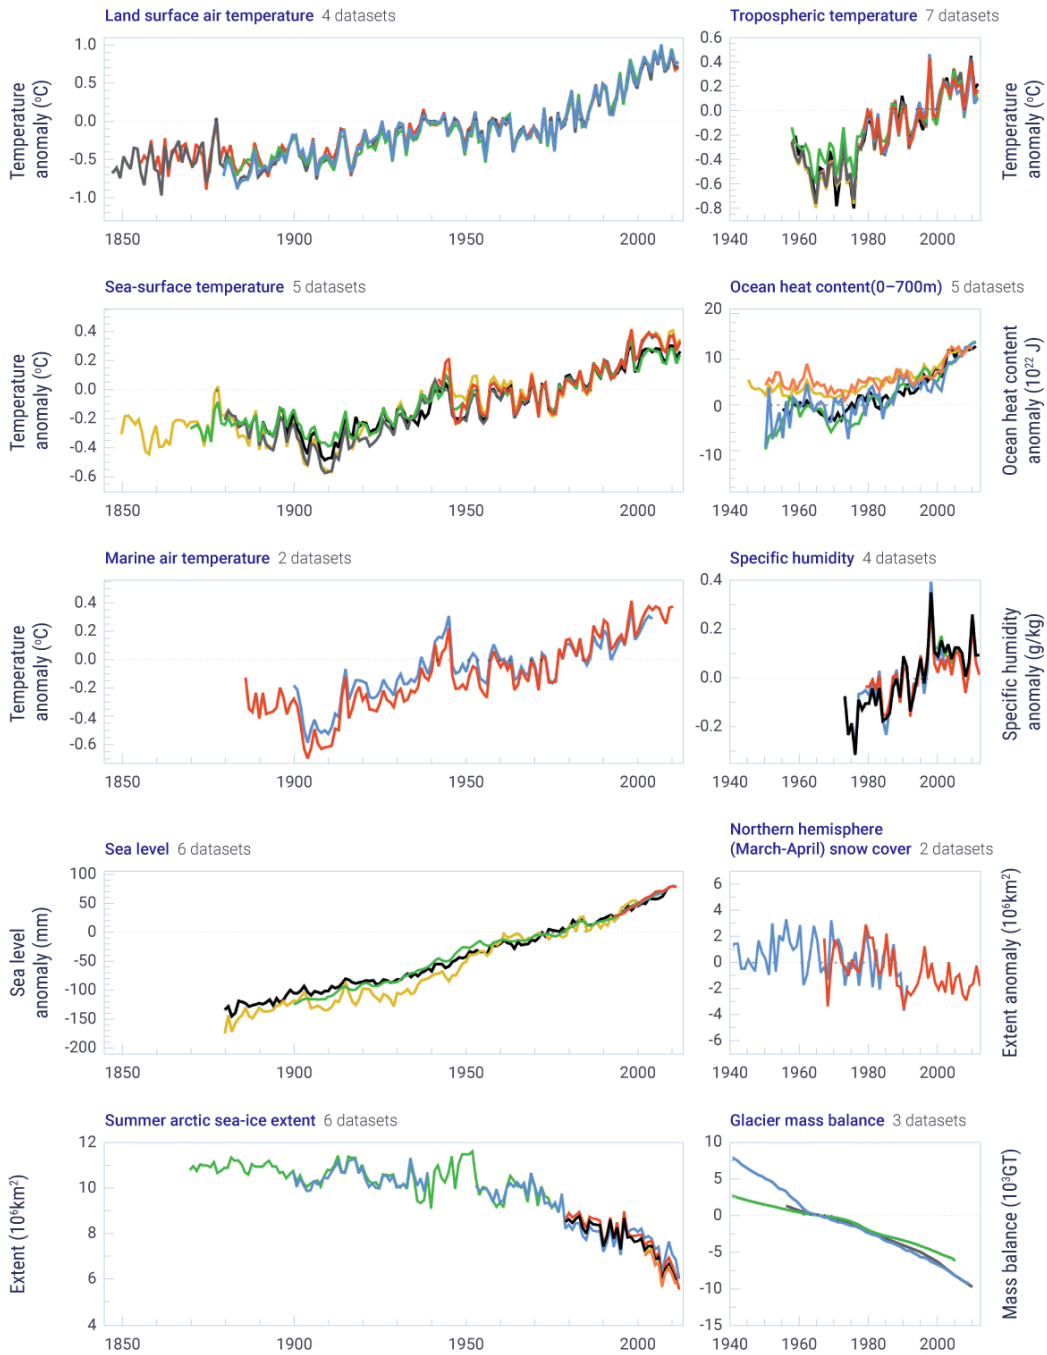 Land surface air temperature 4 datasets
Temperature
anomaly (ºC)
1.0
0.5
0.0
-0.5
-1.0
1850 1900 1950 2000
Tropospheric temperature 7 datasets
0.6
0.4
0.2
0.0
-0.2
-0.4
-0.6
-0.8
1940 1960 1980 2000
Temperature
anomaly (ºC)
Sea-surface temperature 5 datasets
Temperature
anomaly (ºC)
0.4
0.2
0.0
-0.2
-0.4
-0.6
1850 1900 1950 2000
Ocean heat content(0–700m) 5 datasets
20
10
0
-10
1940 1960 1980 2000
Ocean heat content
anomaly (10²² J)
Marine air temperature 2 datasets
Temperature
anomaly (ºC)
0.4
0.2
0.0
-0.2
-0.4
-0.6
1850 1900 1950 2000
Specific humidity 4 datasets
0.4
0.2
0.0
-0.2
1940 1960 1980 2000
Specific humidity
anomaly (g/kg)
Sea level 6 datasets
Sea level
anomaly (mm)
100
50
0
-50
-100
-150
-200
1850 1900 1950 2000
Northern hemisphere
(March-April) snow cover 2 datasets
6
4
2
0
-2
-4
-6
1940 1960 1980 2000
Extent anomaly (10⁶km²)
Summer arctic sea-ice extent 6 datasets
Extent (10⁶km²)
12
10
8
6
4
1850 1900 1950 2000
Glacier mass balance 3 datasets
10
5
0
-5
-10
-15
1940 1960 1980 2000
Mass balance (10³GT)